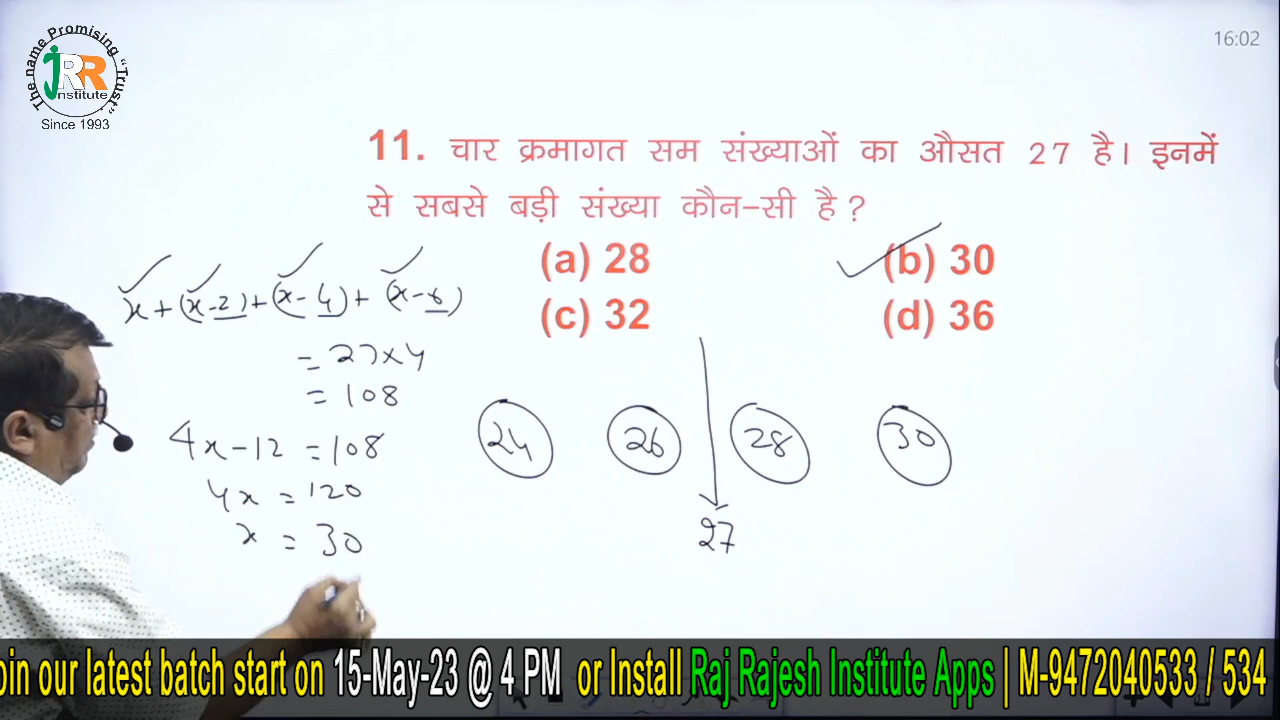 The name Promising "Trust"
JRR
institute
Since 1993
16:02
11. चार क्रमागत सम संख्याओं का औसत 27 है। इनमें
से सबसे बड़ी संख्या कौन-सी है ?
(a) 28 (b) 30
(c) 32 (d) 36
x + (x-2) + (x-4) + (x-6)
= 27×4
= 108
4x-12 = 108
4x = 120
x = 30
24 26 28 30
27
oin our latest batch start on 15-May-23 @ 4 PM or Install Raj Rajesh Institute Apps | M-9472040533 / 534